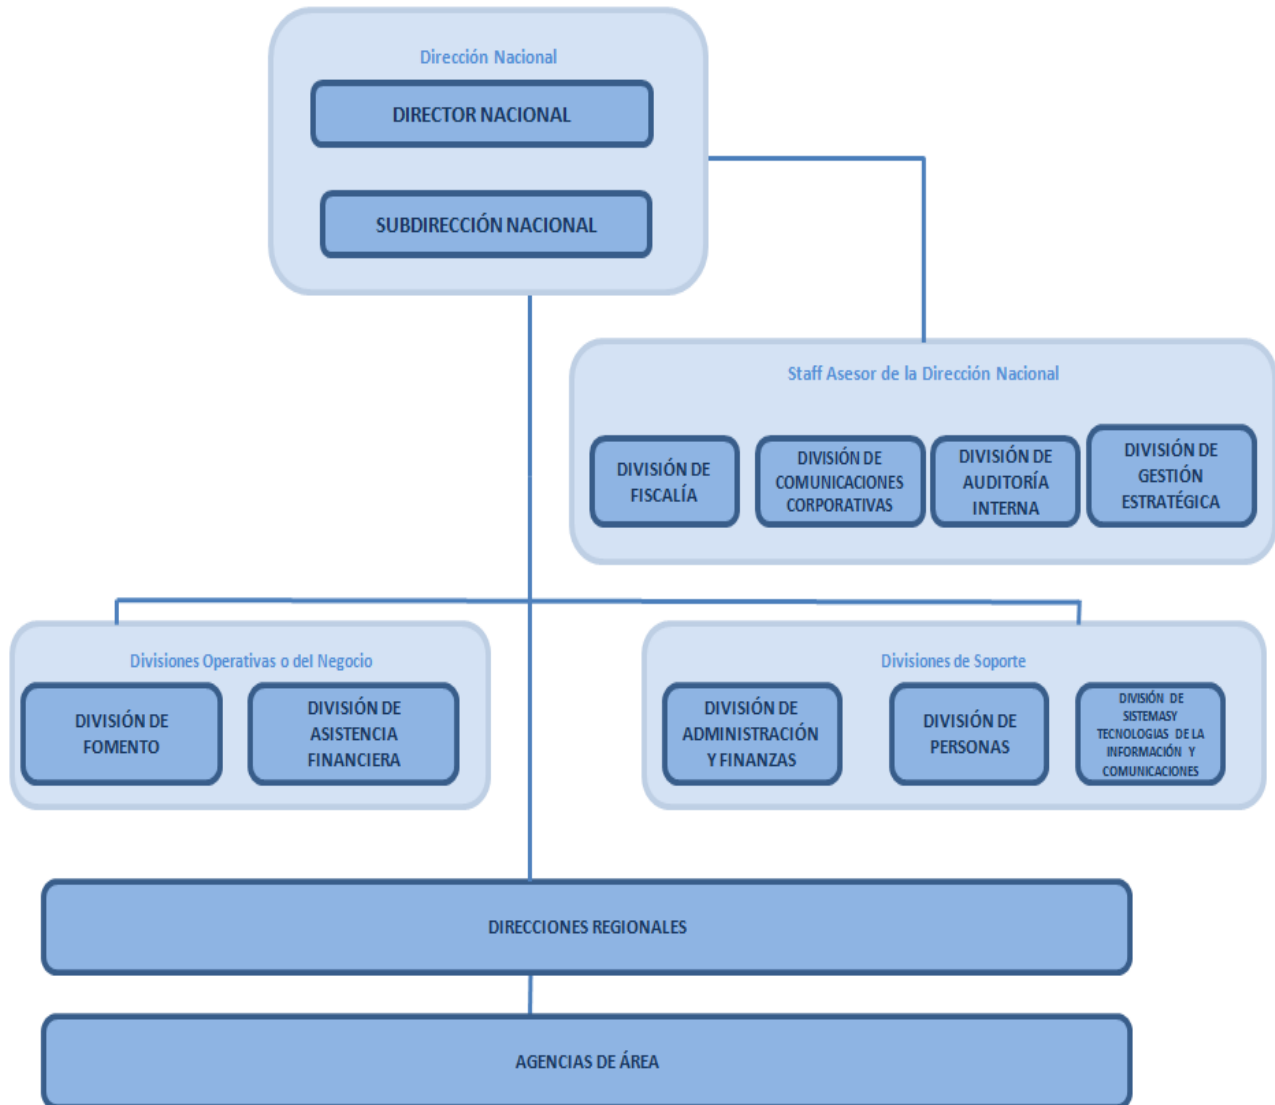 Dirección Nacional
DIRECTOR NACIONAL
SUBDIRECCIÓN NACIONAL
Staff Asesor de la Dirección Nacional
DIVISIÓN DE
FISCALÍA
DIVISIÓN DE
COMUNICACIONES
CORPORATIVAS
DIVISIÓN DE
AUDITORÍA
INTERNA
DIVISIÓN DE
GESTIÓN
ESTRATÉGICA
Divisiones Operativas o del Negocio
DIVISIÓN DE
FOMENTO
DIVISIÓN DE
ASISTENCIA
FINANCIERA
Divisiones de Soporte
DIVISIÓN DE
ADMINISTRACIÓN
Y FINANZAS
DIVISIÓN DE
PERSONAS
DIVISIÓN DE
SISTEMASY
TECNOLOGIAS DE LA
INFORMACIÓN Y
COMUNICACIONES
DIRECCIONES REGIONALES
AGENCIAS DE ÁREA